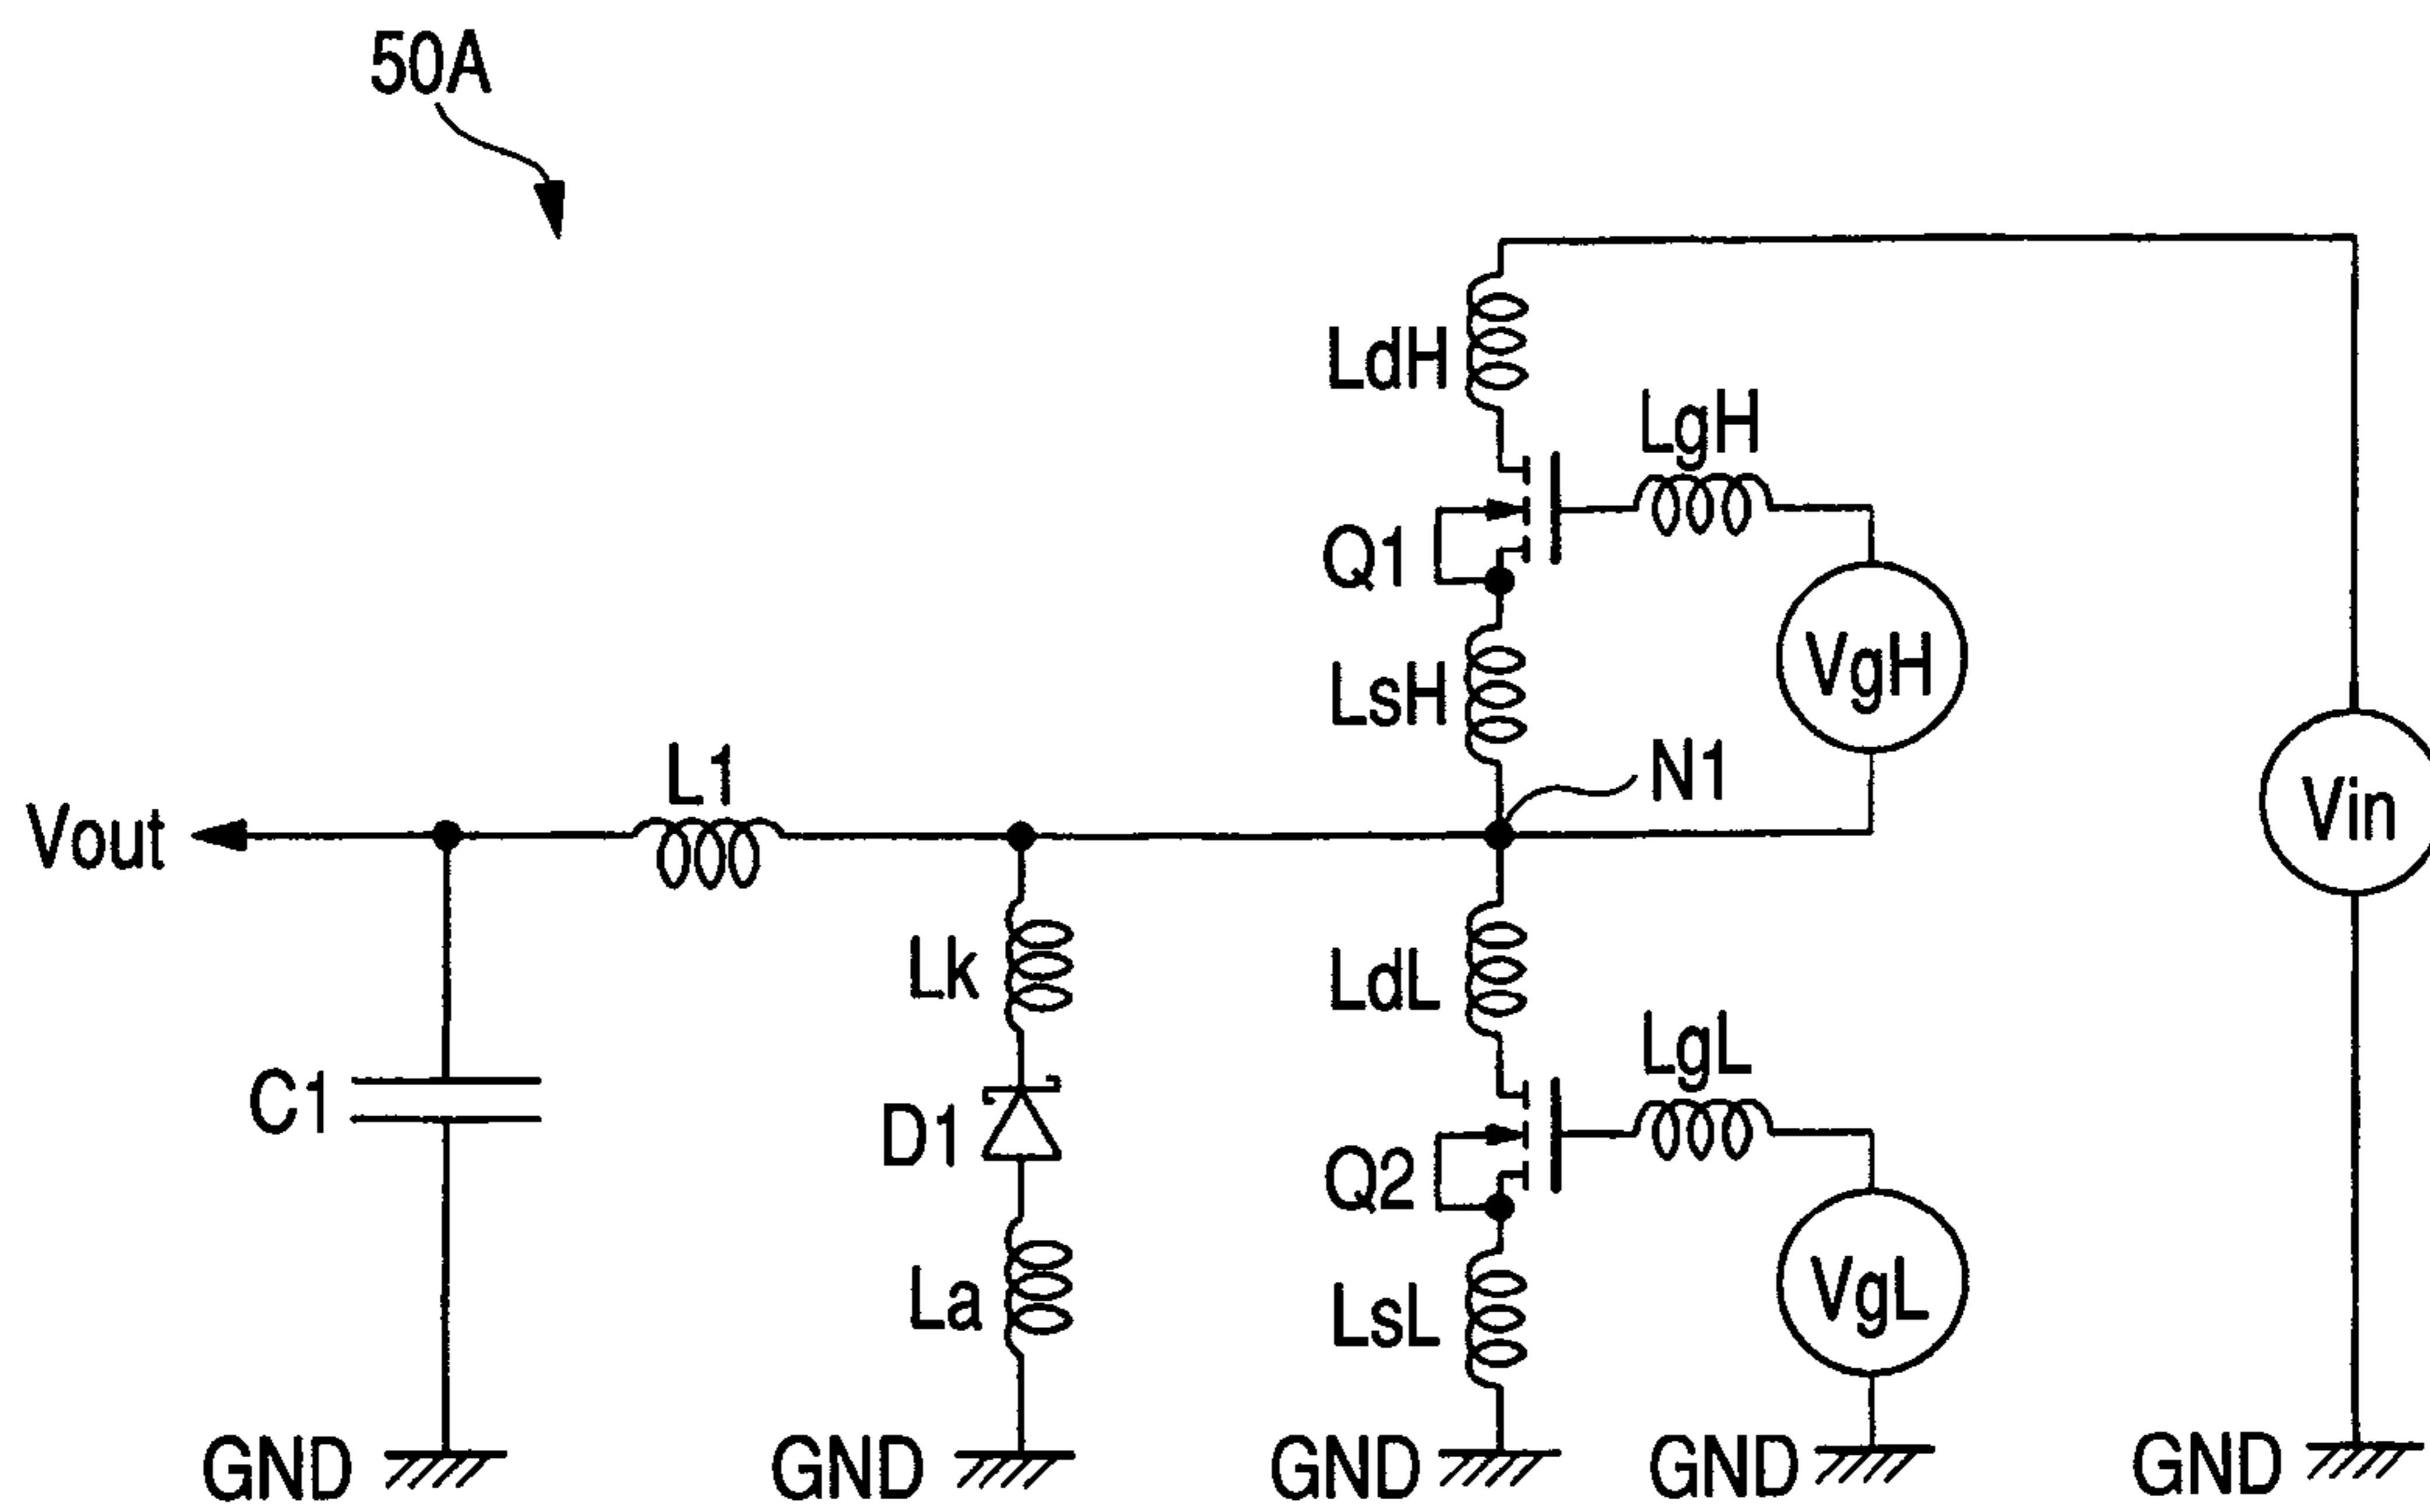 50A
LdH
LgH
Q1
VgH
LsH
N1
L1
Vout
Vin
Lk
LdL
LgL
C1
D1
Q2
VgL
La
LsL
GND
GND
GND
GND
GND